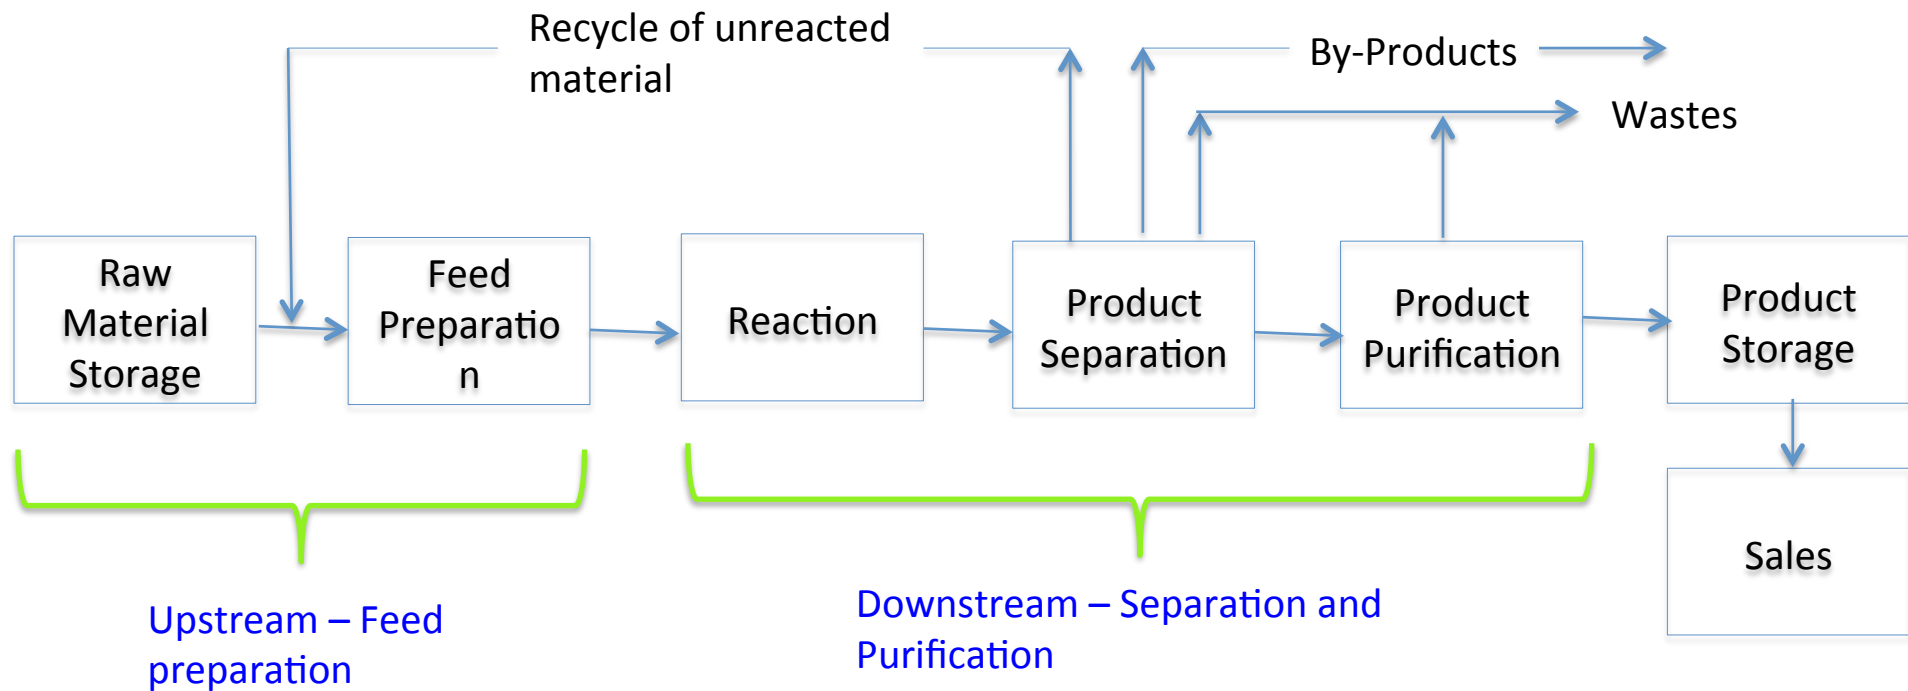 Recycle of unreacted
material
By-Products
Wastes
Raw
Material
Storage
Feed
Preparatio
n
Reaction
Product
Separation
Product
Purification
Product
Storage
Sales
Upstream – Feed
preparation
Downstream – Separation and
Purification